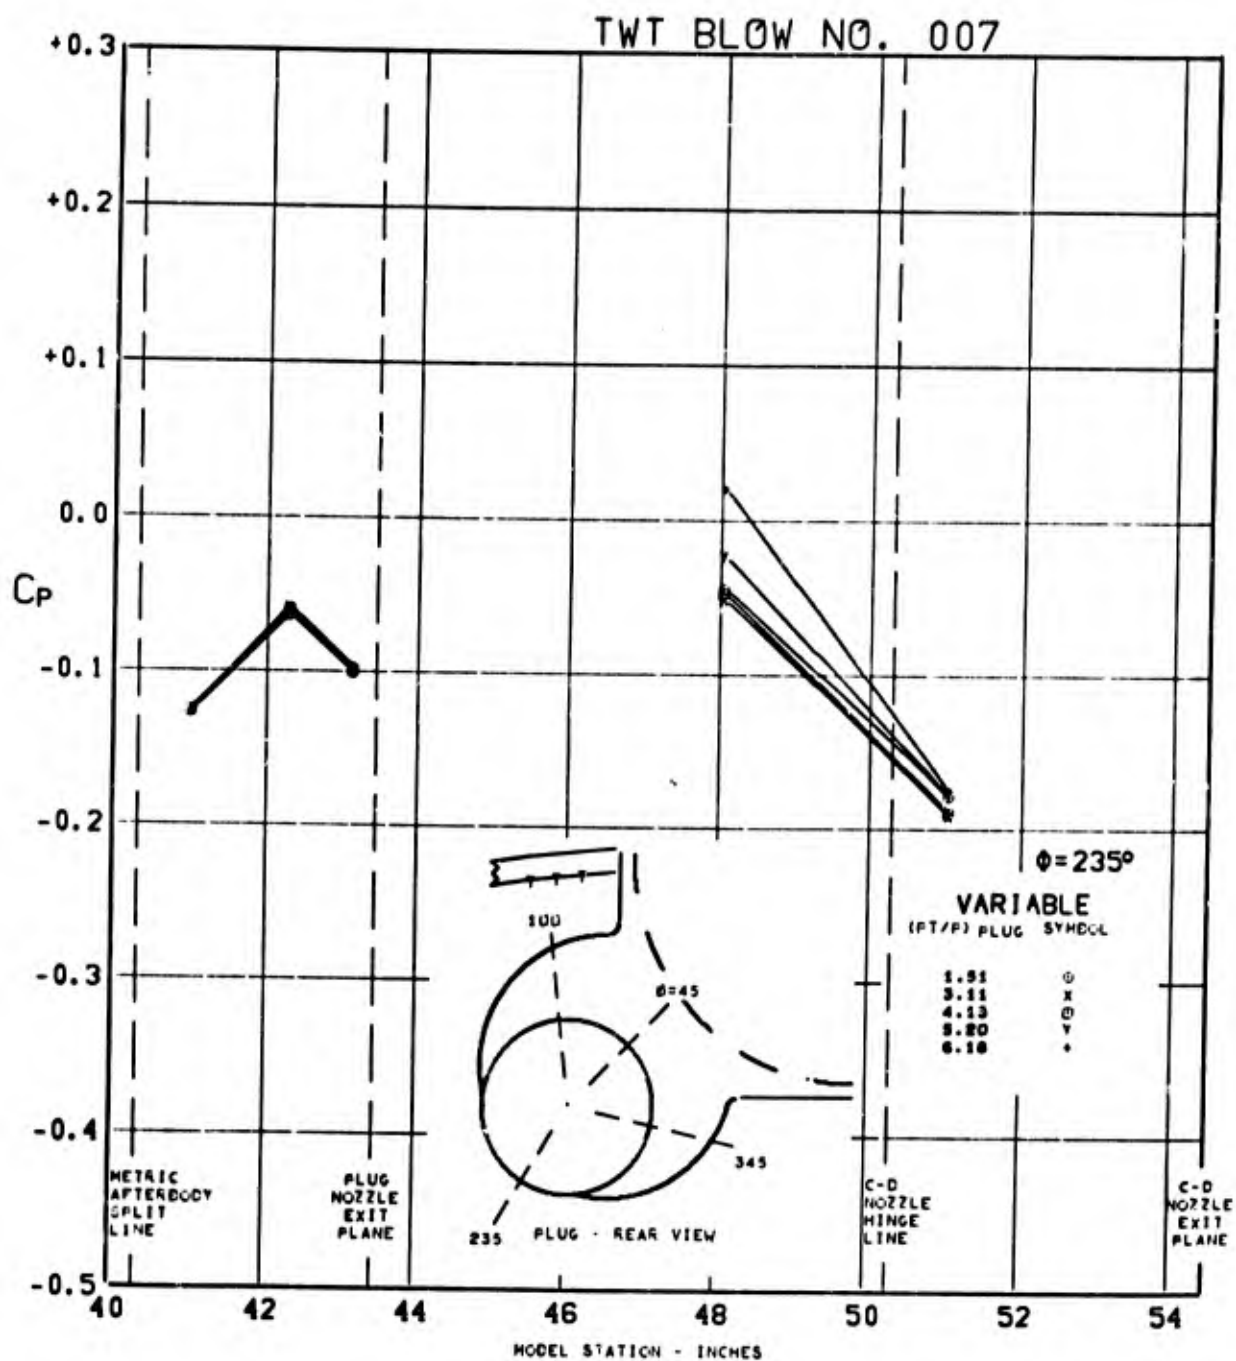 TWT BLOW NO. 007
+0.3
+0.2
+0.1
0.0
CP
-0.1
-0.2
-0.3
-0.4
-0.5
Φ=235°
VARIABLE
(PT/P) PLUG SYMBOL
1.51
3.11 X
4.13
5.20 Y
6.18 +
100
Φ=45
345
235
PLUG - REAR VIEW
METRIC
AFTERBODY
SPLIT
LINE
PLUG
NOZZLE
EXIT
PLANE
C-D
NOZZLE
HINGE
LINE
C-D
NOZZLE
EXIT
PLANE
40 42 44 46 48 50 52 54
MODEL STATION - INCHES